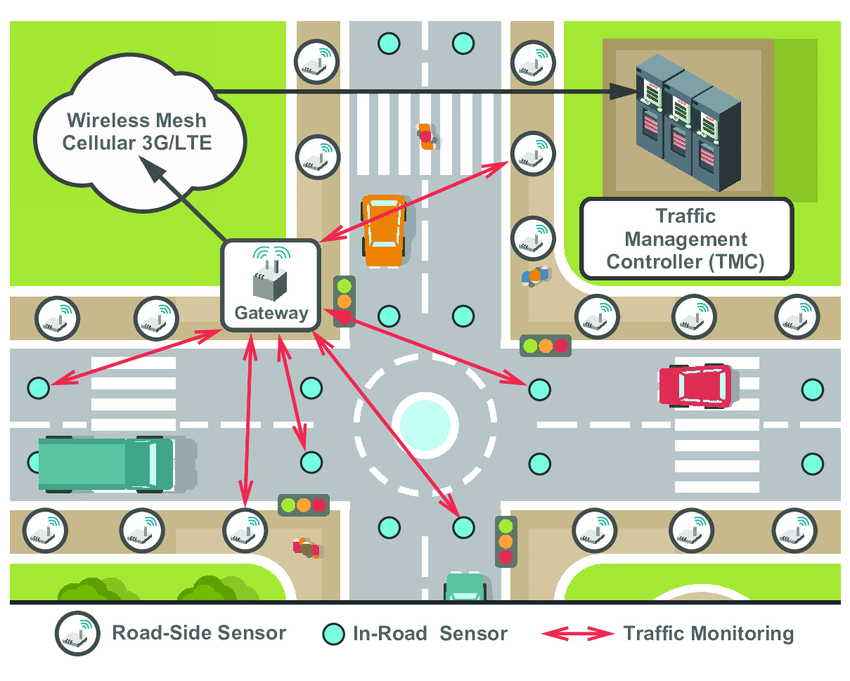 Wireless Mesh
Cellular 3G/LTE
Traffic
Management
Controller (TMC)
Gateway
Road-Side Sensor
In-Road Sensor
Traffic Monitoring